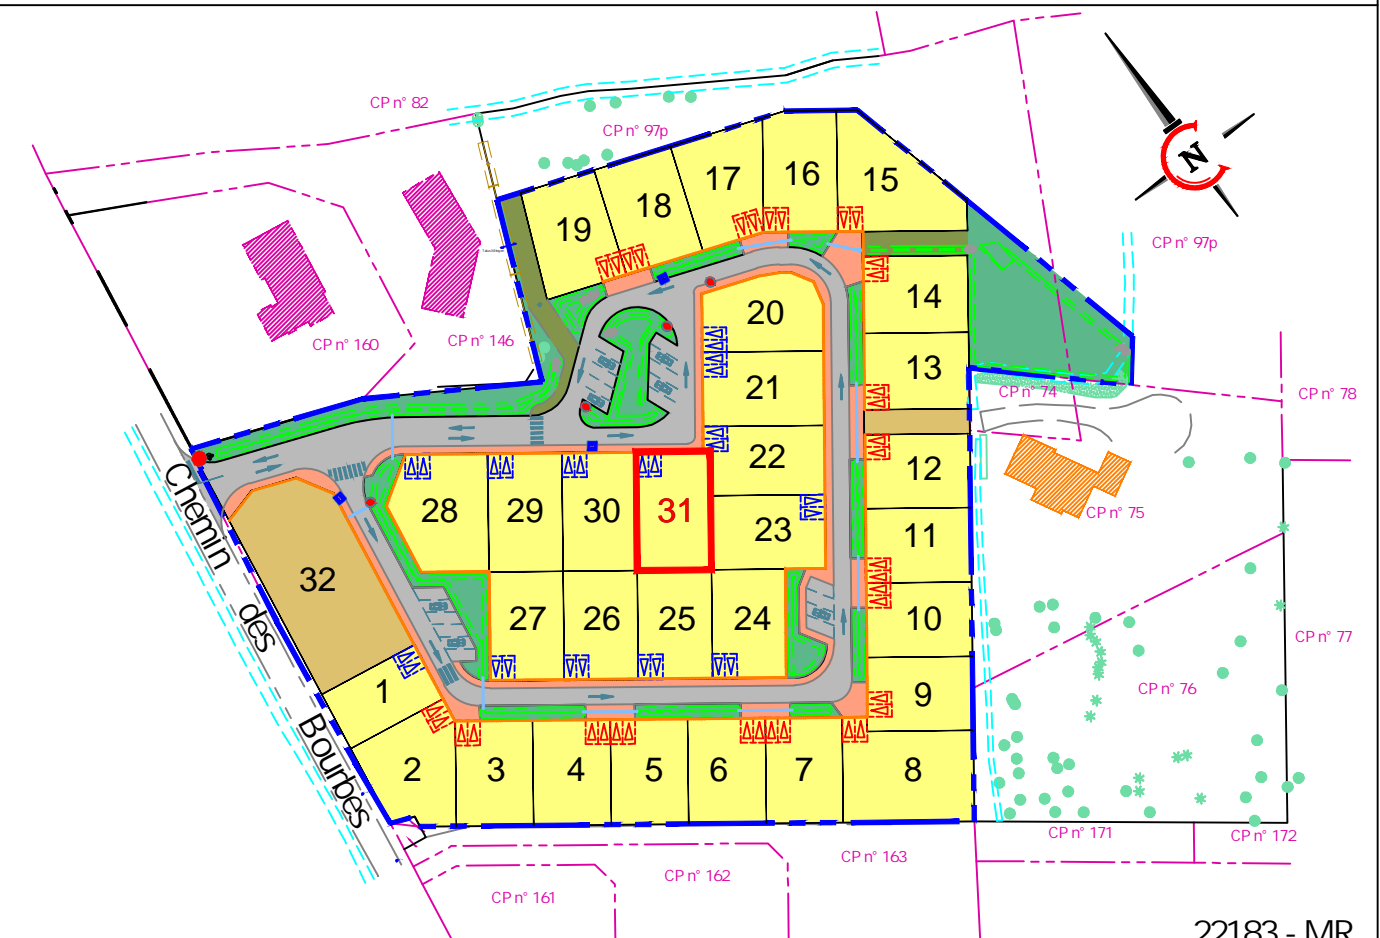 CP n° 82
CP n° 97p
N
17
16
15
18
19
CP n° 97p
CP n° 160
CP n° 146
14
20
13
21
CP n° 74
CP n° 78
22
12
Chemin
des
Bourbes
28
29
30
31
23
11
CP n° 75
32
27
26
25
24
10
CP n° 77
1
9
CP n° 76
2
3
4
5
6
7
8
CP n° 171
CP n° 172
CP n° 163
CP n° 162
CP n° 161
22183 - MR